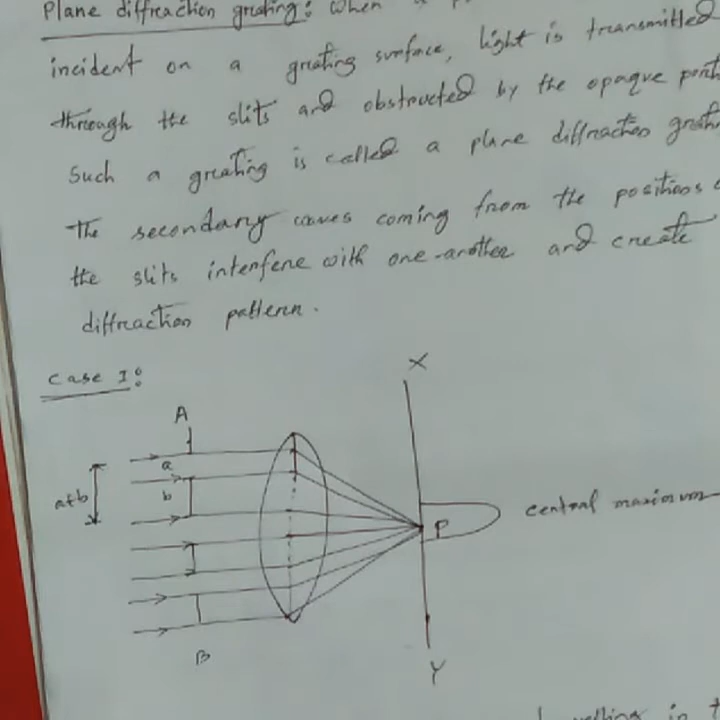 Plane diffraction grating: When a
incident on a grating surface, light is transmitted
through the slits and obstructed by the opaque
Such a grating is called a plane diffraction
The secondary waves coming from the positions
the slits interfere with one-another and create
diffraction pattern.
Case I:
X
A
a
a+b
b
P
central maximum
B
Y
in